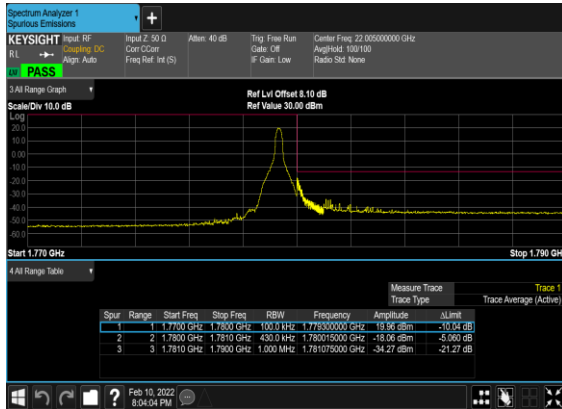 Spectrum Analyzer 1
Spurious Emissions
KEYSIGHT Input: RF Input Z: 50 Ω Atten: 40 dB Trig: Free Run Center Freq: 22.005000000 GHz
RL Coupling: DC Corr CCorr Gate: Off Avg|Hold: 100/100
Align: Auto Freq Ref: Int (S) IF Gain: Low Radio Std: None
PASS
3 All Range Graph
Ref Lvl Offset 8.10 dB
Scale/Div 10.0 dB Ref Value 30.00 dBm
Log
20.0
10.0
0.00
-10.0
-20.0
-30.0
-40.0
-50.0
-60.0
Start 1.770 GHz Stop 1.790 GH
4 All Range Table
Measure Trace Trace 1
Trace Type Trace Average (Active)
Spur Range Start Freq Stop Freq RBW Frequency Amplitude ΔLimit
1 1 1.7700 GHz 1.7800 GHz 100.0 kHz 1.779300000 GHz 19.96 dBm -10.04 dB
2 2 1.7800 GHz 1.7810 GHz 430.0 kHz 1.780015000 GHz -18.06 dBm -5.060 dB
3 3 1.7810 GHz 1.7900 GHz 1.000 MHz 1.781075000 GHz -34.27 dBm -21.27 dB
? Feb 10, 2022
8:04:04 PM